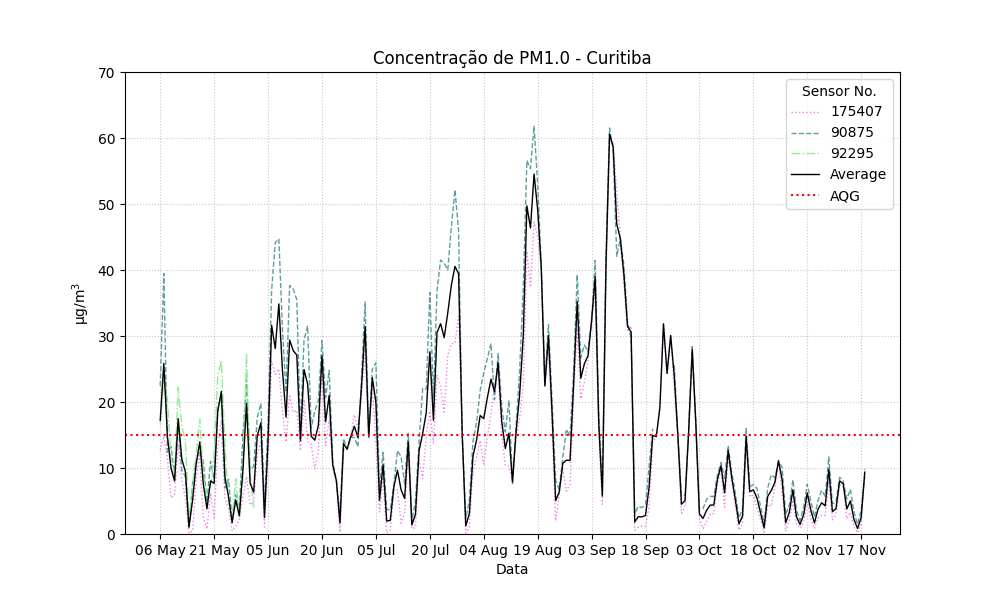 Concentração de PM1.0 - Curitiba
70
60
50
40
30
20
10
0
µg/m³
Sensor No.
175407
90875
92295
Average
AQG
06 May 21 May 05 Jun 20 Jun 05 Jul 20 Jul 04 Aug 19 Aug 03 Sep 18 Sep 03 Oct 18 Oct 02 Nov 17 Nov
Data